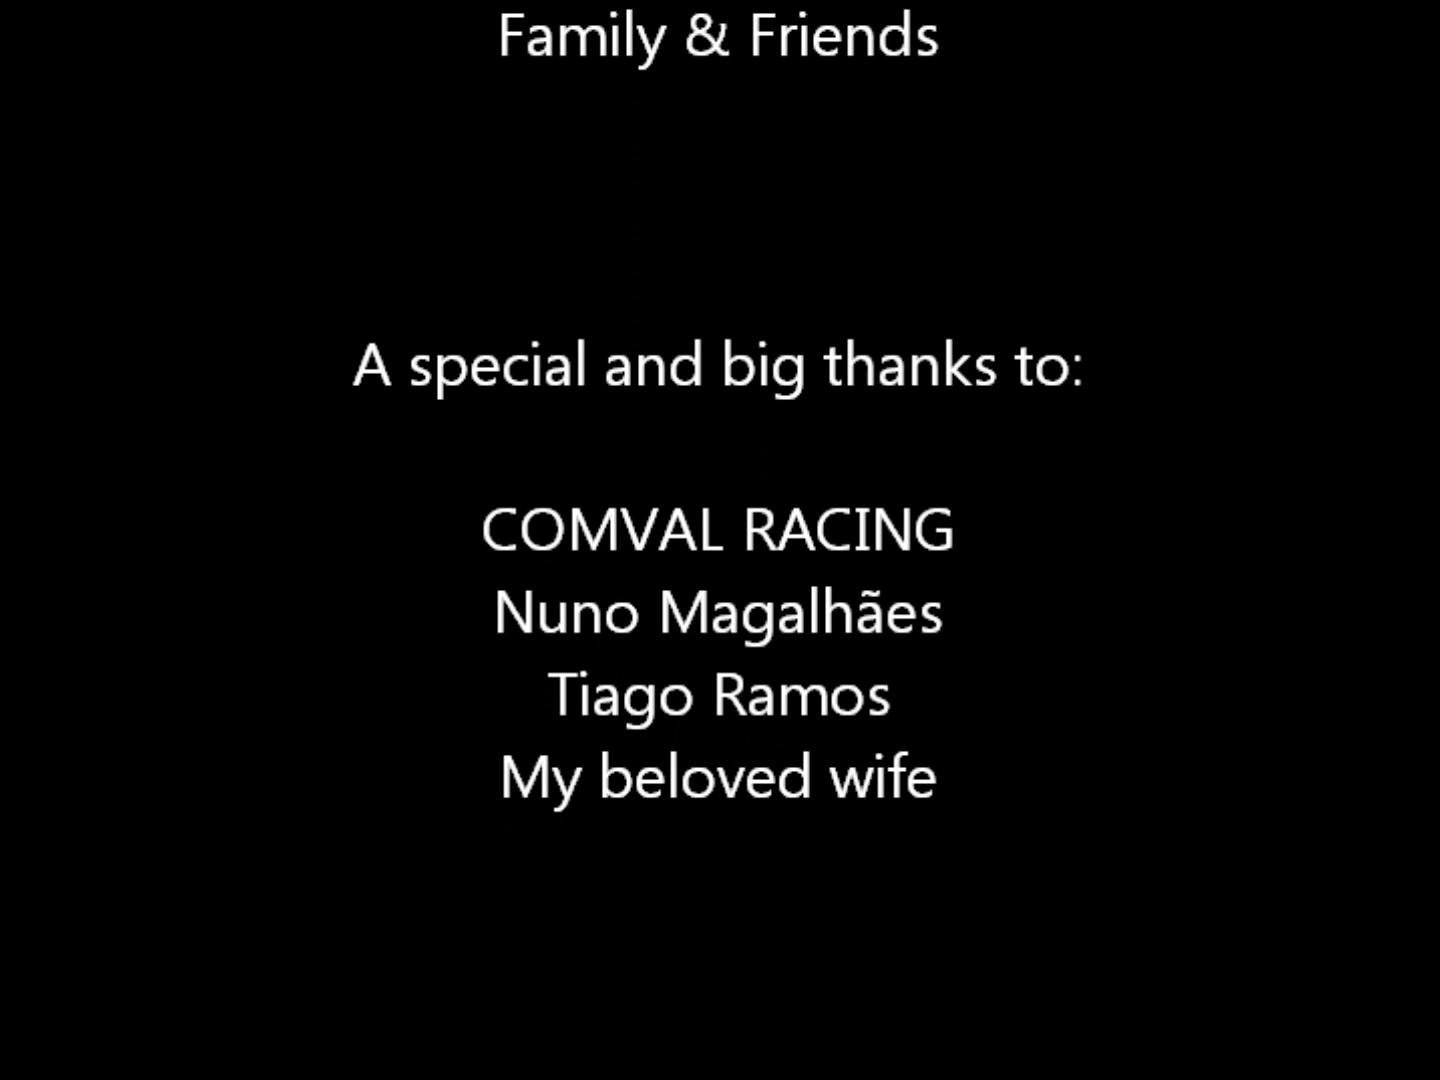 Family & Friends
A special and big thanks to:
COMVAL RACING
Nuno Magalhães
Tiago Ramos
My beloved wife